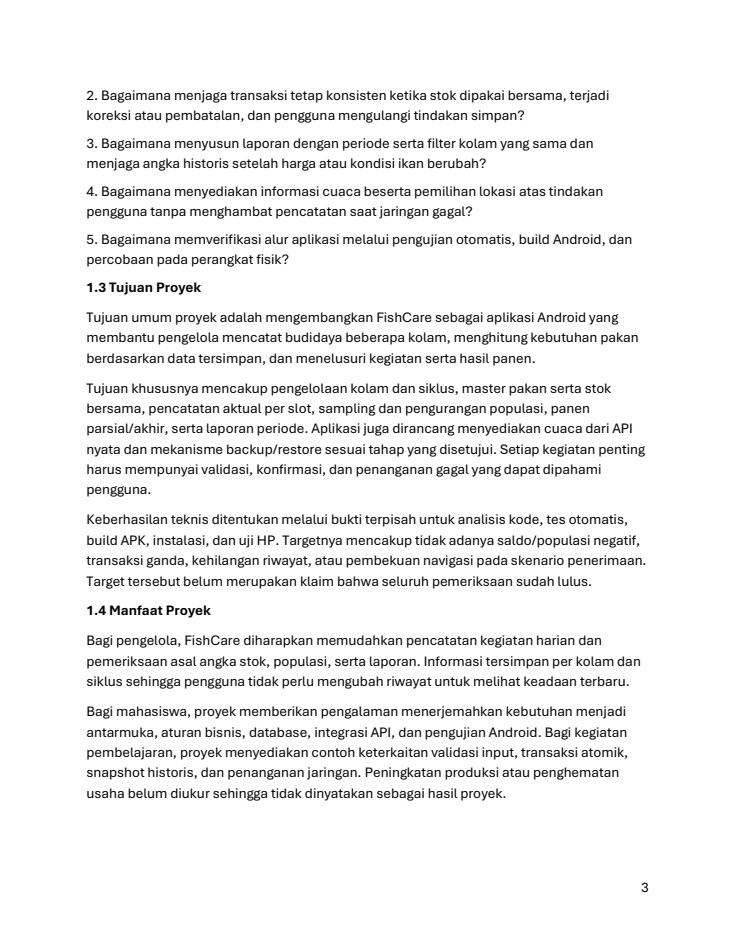 2. Bagaimana menjaga transaksi tetap konsisten ketika stok dipakai bersama, terjadi
koreksi atau pembatalan, dan pengguna mengulangi tindakan simpan?
3. Bagaimana menyusun laporan dengan periode serta filter kolam yang sama dan
menjaga angka historis setelah harga atau kondisi ikan berubah?
4. Bagaimana menyediakan informasi cuaca beserta pemilihan lokasi atas tindakan
pengguna tanpa menghambat pencatatan saat jaringan gagal?
5. Bagaimana memverifikasi alur aplikasi melalui pengujian otomatis, build Android, dan
percobaan pada perangkat fisik?
1.3 Tujuan Proyek
Tujuan umum proyek adalah mengembangkan FishCare sebagai aplikasi Android yang
membantu pengelola mencatat budidaya beberapa kolam, menghitung kebutuhan pakan
berdasarkan data tersimpan, dan menelusuri kegiatan serta hasil panen.
Tujuan khususnya mencakup pengelolaan kolam dan siklus, master pakan serta stok
bersama, pencatatan aktual per slot, sampling dan pengurangan populasi, panen
parsial/akhir, serta laporan periode. Aplikasi juga dirancang menyediakan cuaca dari API
nyata dan mekanisme backup/restore sesuai tahap yang disetujui. Setiap kegiatan penting
harus mempunyai validasi, konfirmasi, dan penanganan gagal yang dapat dipahami
pengguna.
Keberhasilan teknis ditentukan melalui bukti terpisah untuk analisis kode, tes otomatis,
build APK, instalasi, dan uji HP. Targetnya mencakup tidak adanya saldo/populasi negatif,
transaksi ganda, kehilangan riwayat, atau pembekuan navigasi pada skenario penerimaan.
Target tersebut belum merupakan klaim bahwa seluruh pemeriksaan sudah lulus.
1.4 Manfaat Proyek
Bagi pengelola, FishCare diharapkan memudahkan pencatatan kegiatan harian dan
pemeriksaan asal angka stok, populasi, serta laporan. Informasi tersimpan per kolam dan
siklus sehingga pengguna tidak perlu mengubah riwayat untuk melihat keadaan terbaru.
Bagi mahasiswa, proyek memberikan pengalaman menerjemahkan kebutuhan menjadi
antarmuka, aturan bisnis, database, integrasi API, dan pengujian Android. Bagi kegiatan
pembelajaran, proyek menyediakan contoh keterkaitan validasi input, transaksi atomik,
snapshot historis, dan penanganan jaringan. Peningkatan produksi atau penghematan
usaha belum diukur sehingga tidak dinyatakan sebagai hasil proyek.
3